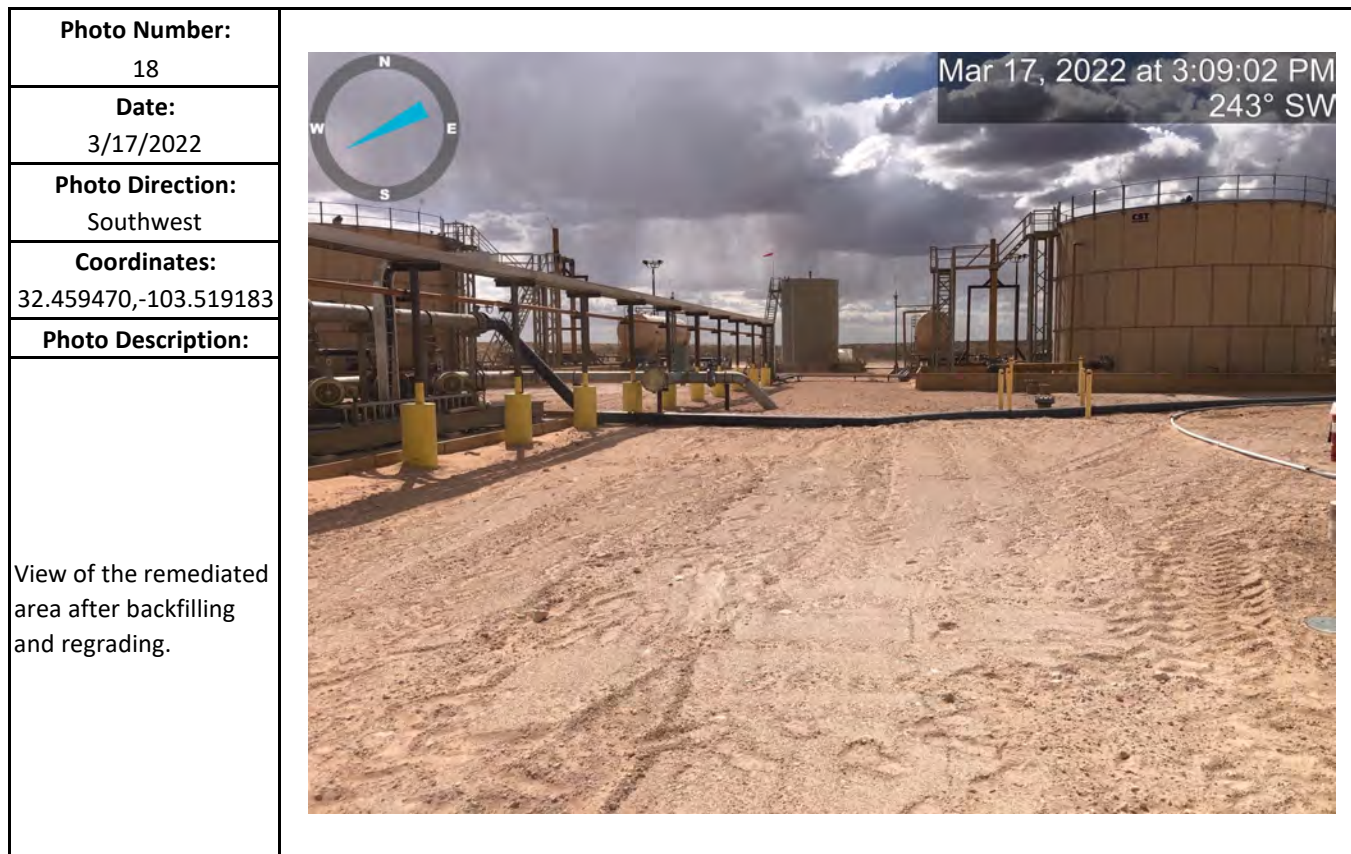 Photo Number:
18
Date:
3/17/2022
Photo Direction:
Southwest
Coordinates:
32.459470,-103.519183
Photo Description:
View of the remediated
area after backfilling
and regrading.
N
W
E
S
Mar 17, 2022 at 3:09:02 PM
243° SW
CST